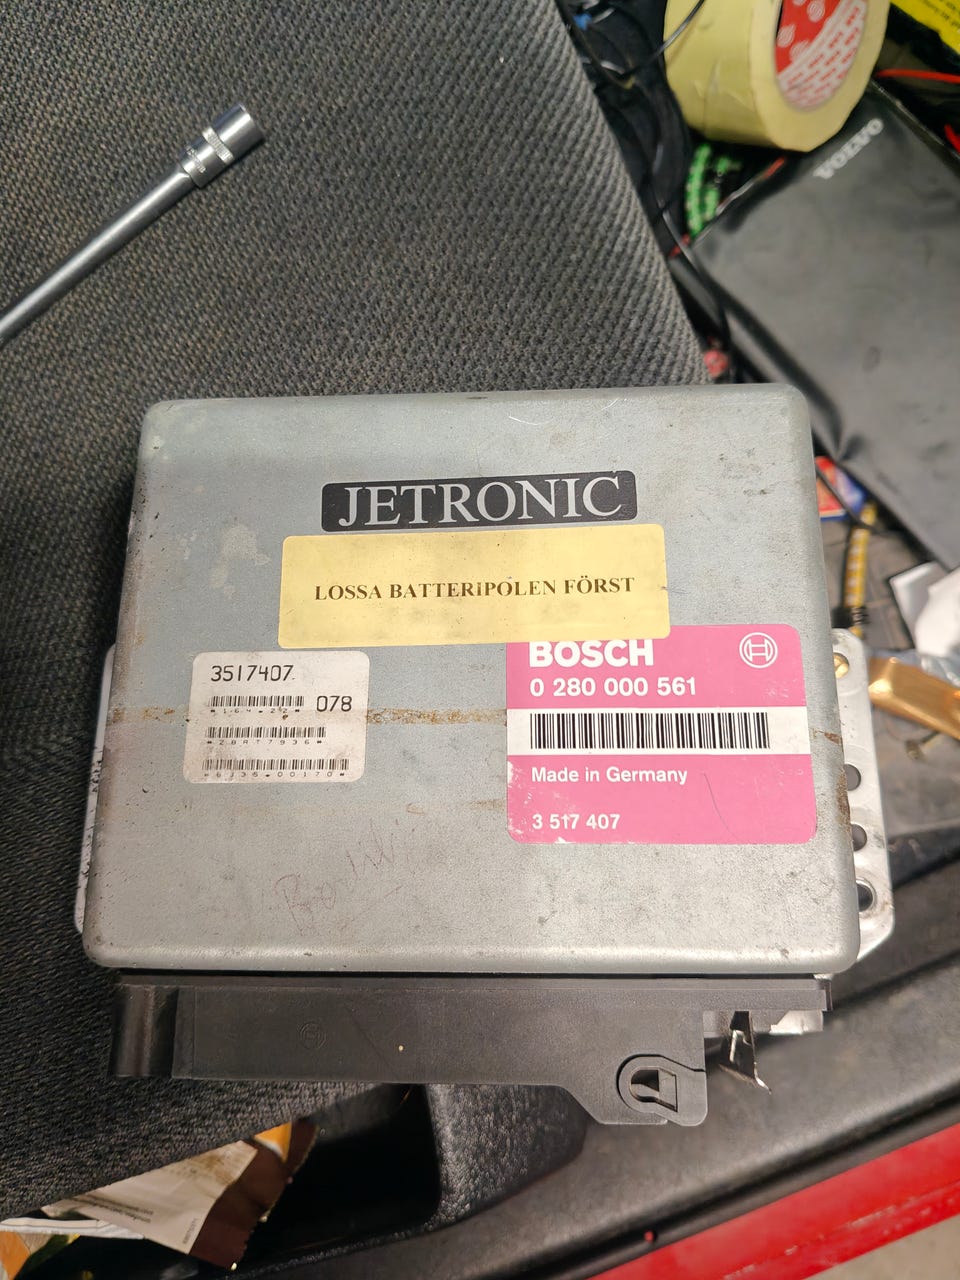 VOLVO
JETRONIC
LOSSA BATTERIPOLEN FÖRST
BOSCH
0 280 000 561
Made in Germany
3 517 407
3517407.
078